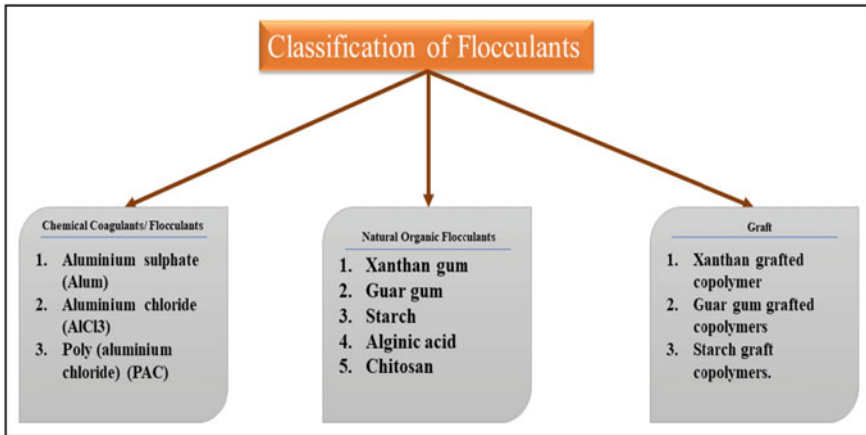 Classification of Flocculants
Chemical Coagulants/ Flocculants
1. Aluminium sulphate
(Alum)
2. Aluminium chloride
(AlCl3)
3. Poly (aluminium
chloride) (PAC)
Natural Organic Flocculants
1. Xanthan gum
2. Guar gum
3. Starch
4. Alginic acid
5. Chitosan
Graft
1. Xanthan grafted
copolymer
2. Guar gum grafted
copolymers
3. Starch graft
copolymers.